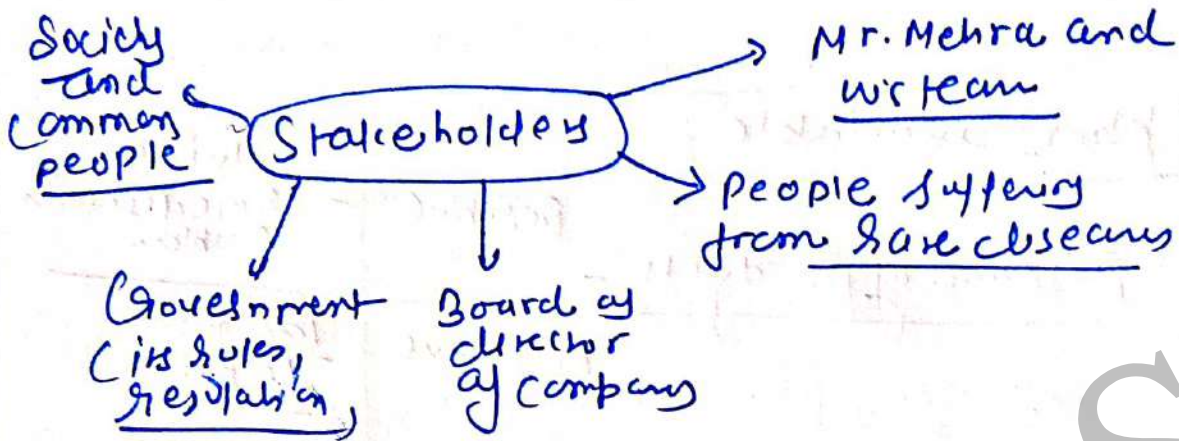 Society
and
common
people
Stakeholders
Mr. Mehra and
his team
People suffering
from rare diseases
Government
(its rules,
regulation)
Board of
director
of company